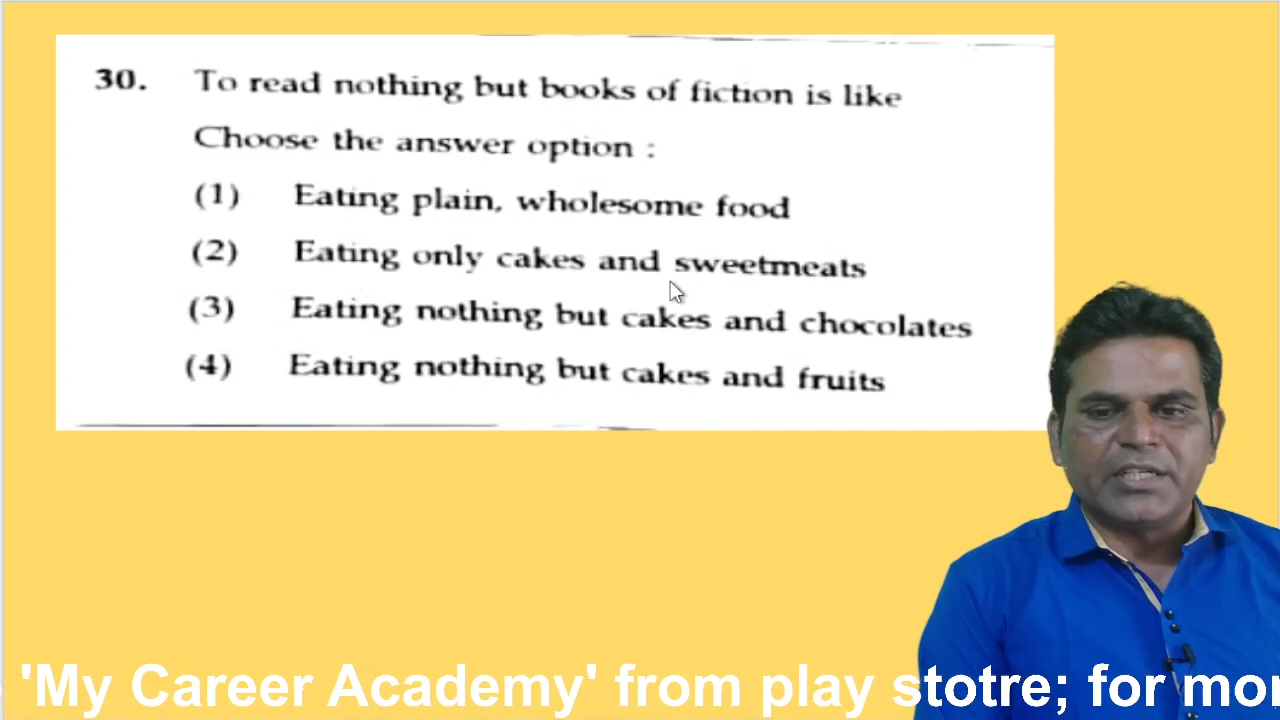 30. To read nothing but books of fiction is like
Choose the answer option :
(1) Eating plain, wholesome food
(2) Eating only cakes and sweetmeats
(3) Eating nothing but cakes and chocolates
(4) Eating nothing but cakes and fruits
'My Career Academy' from play stotre; for